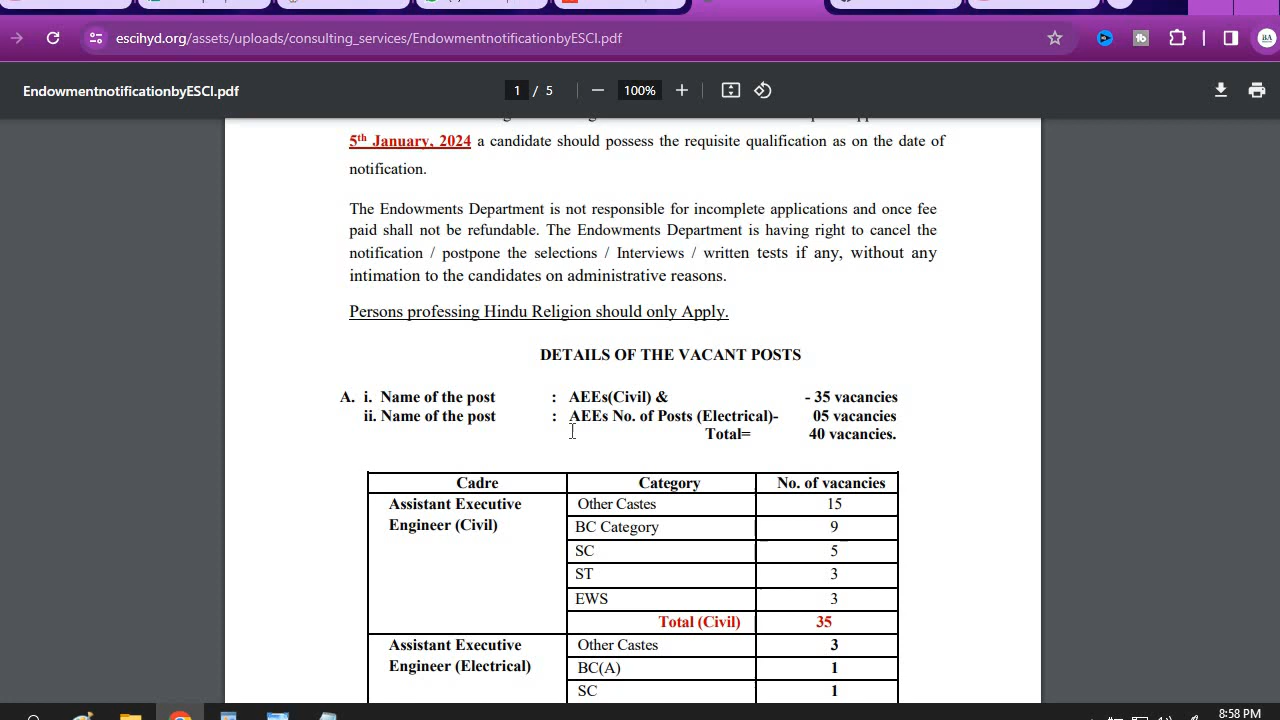 escihyd.org/assets/uploads/consulting_services/EndowmentnotificationbyESCI.pdf
BA
EndowmentnotificationbyESCI.pdf
1 / 5
100%
5th January, 2024 a candidate should possess the requisite qualification as on the date of
notification.
The Endowments Department is not responsible for incomplete applications and once fee
paid shall not be refundable. The Endowments Department is having right to cancel the
notification / postpone the selections / Interviews / written tests if any, without any
intimation to the candidates on administrative reasons.
Persons professing Hindu Religion should only Apply.
DETAILS OF THE VACANT POSTS
A. i. Name of the post : AEEs(Civil) & - 35 vacancies
ii. Name of the post : AEEs No. of Posts (Electrical)- 05 vacancies
Total= 40 vacancies.
Cadre Category No. of vacancies
Assistant Executive Other Castes 15
Engineer (Civil) BC Category 9
SC 5
ST 3
EWS 3
Total (Civil) 35
Assistant Executive Other Castes 3
Engineer (Electrical) BC(A) 1
SC 1
8:58 PM